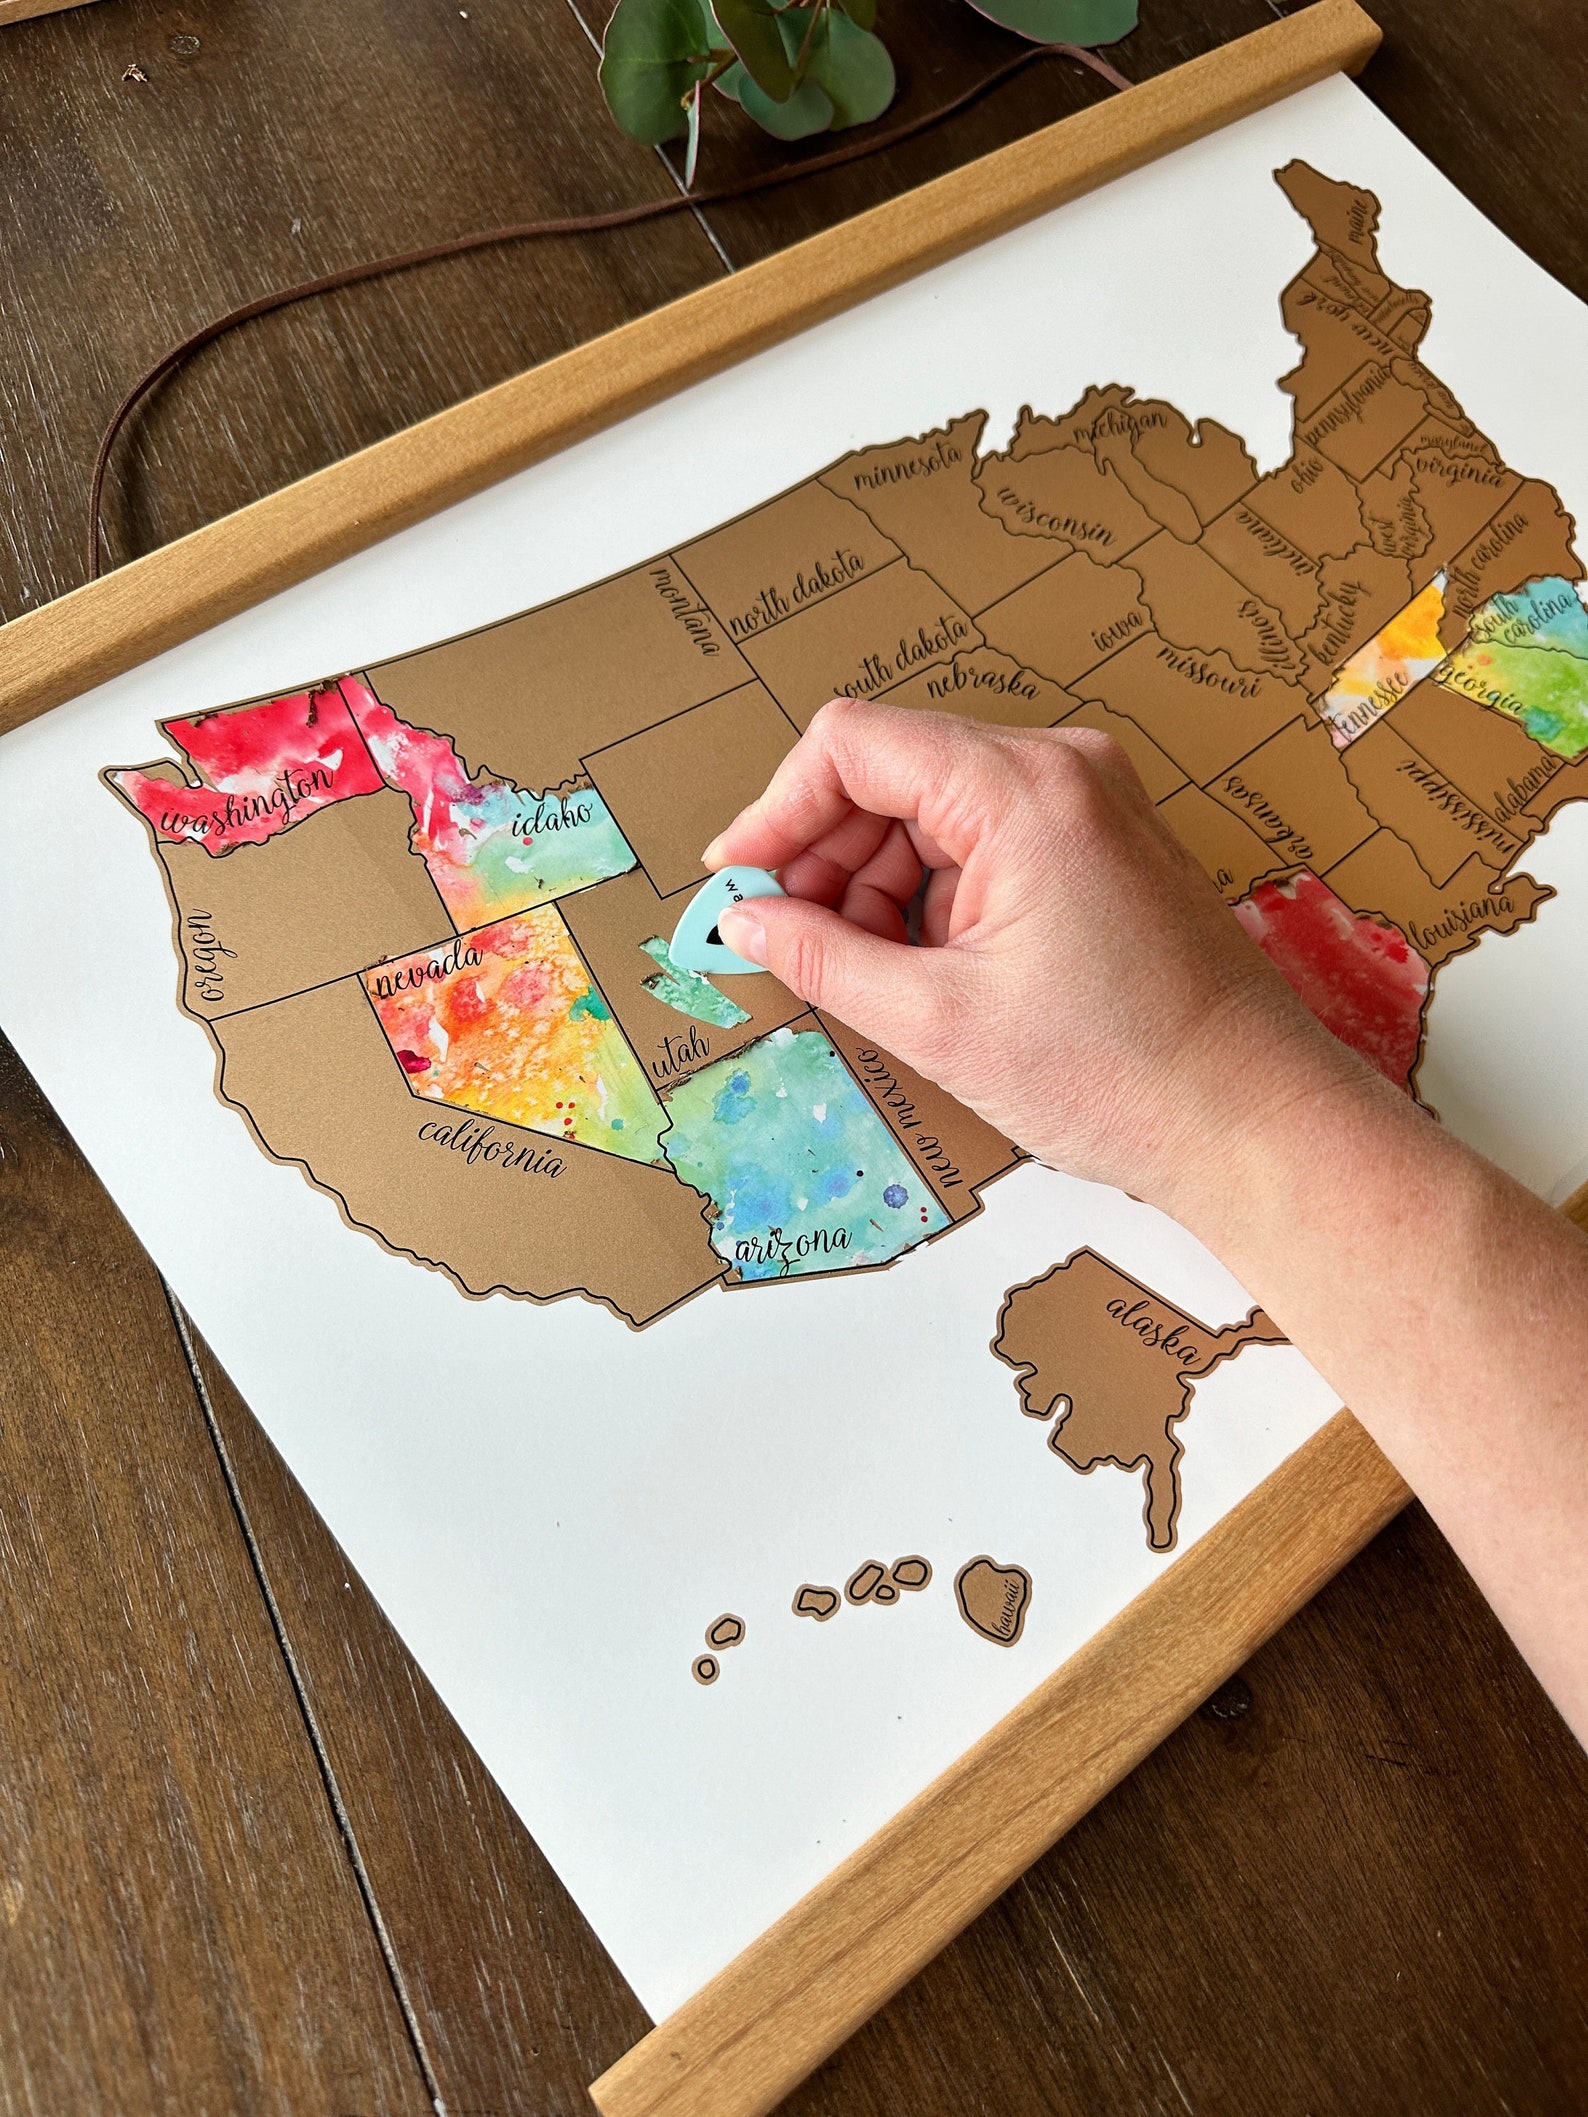 maine
new york
pennsylvania
michigan
minnesota
ohio
maryland
virginia
wisconsin
west
virginia
indiana
north carolina
north dakota
montana
iowa
illinois
kentucky
south
carolina
south dakota
nebraska
missouri
tennessee
georgia
washington
idaho
arkansas
mississippi
alabama
wa
louisiana
oregon
nevada
utah
new mexico
california
arizona
alaska
hawaii